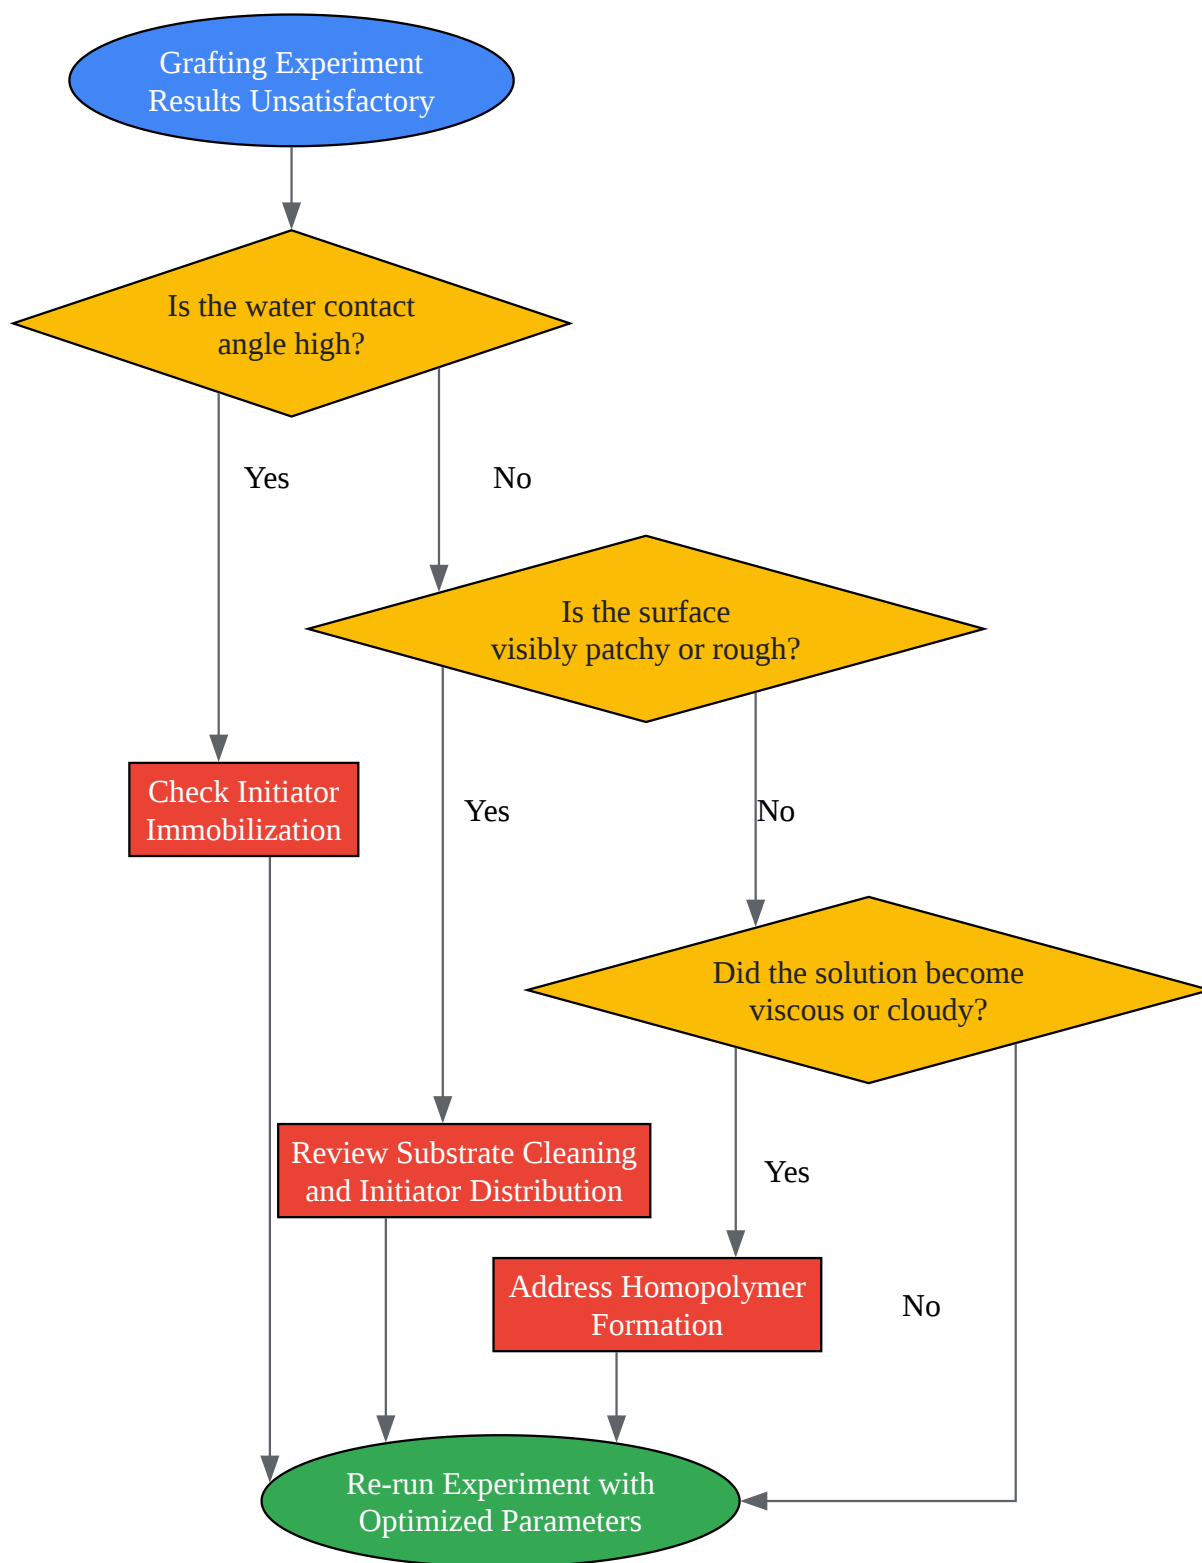 Grafting Experiment
Results Unsatisfactory
Is the water contact
angle high?
Yes
No
Is the surface
visibly patchy or rough?
Check Initiator
Immobilization
Yes
No
Did the solution become
viscous or cloudy?
Review Substrate Cleaning
and Initiator Distribution
Yes
Address Homopolymer
Formation
No
Re-run Experiment with
Optimized Parameters